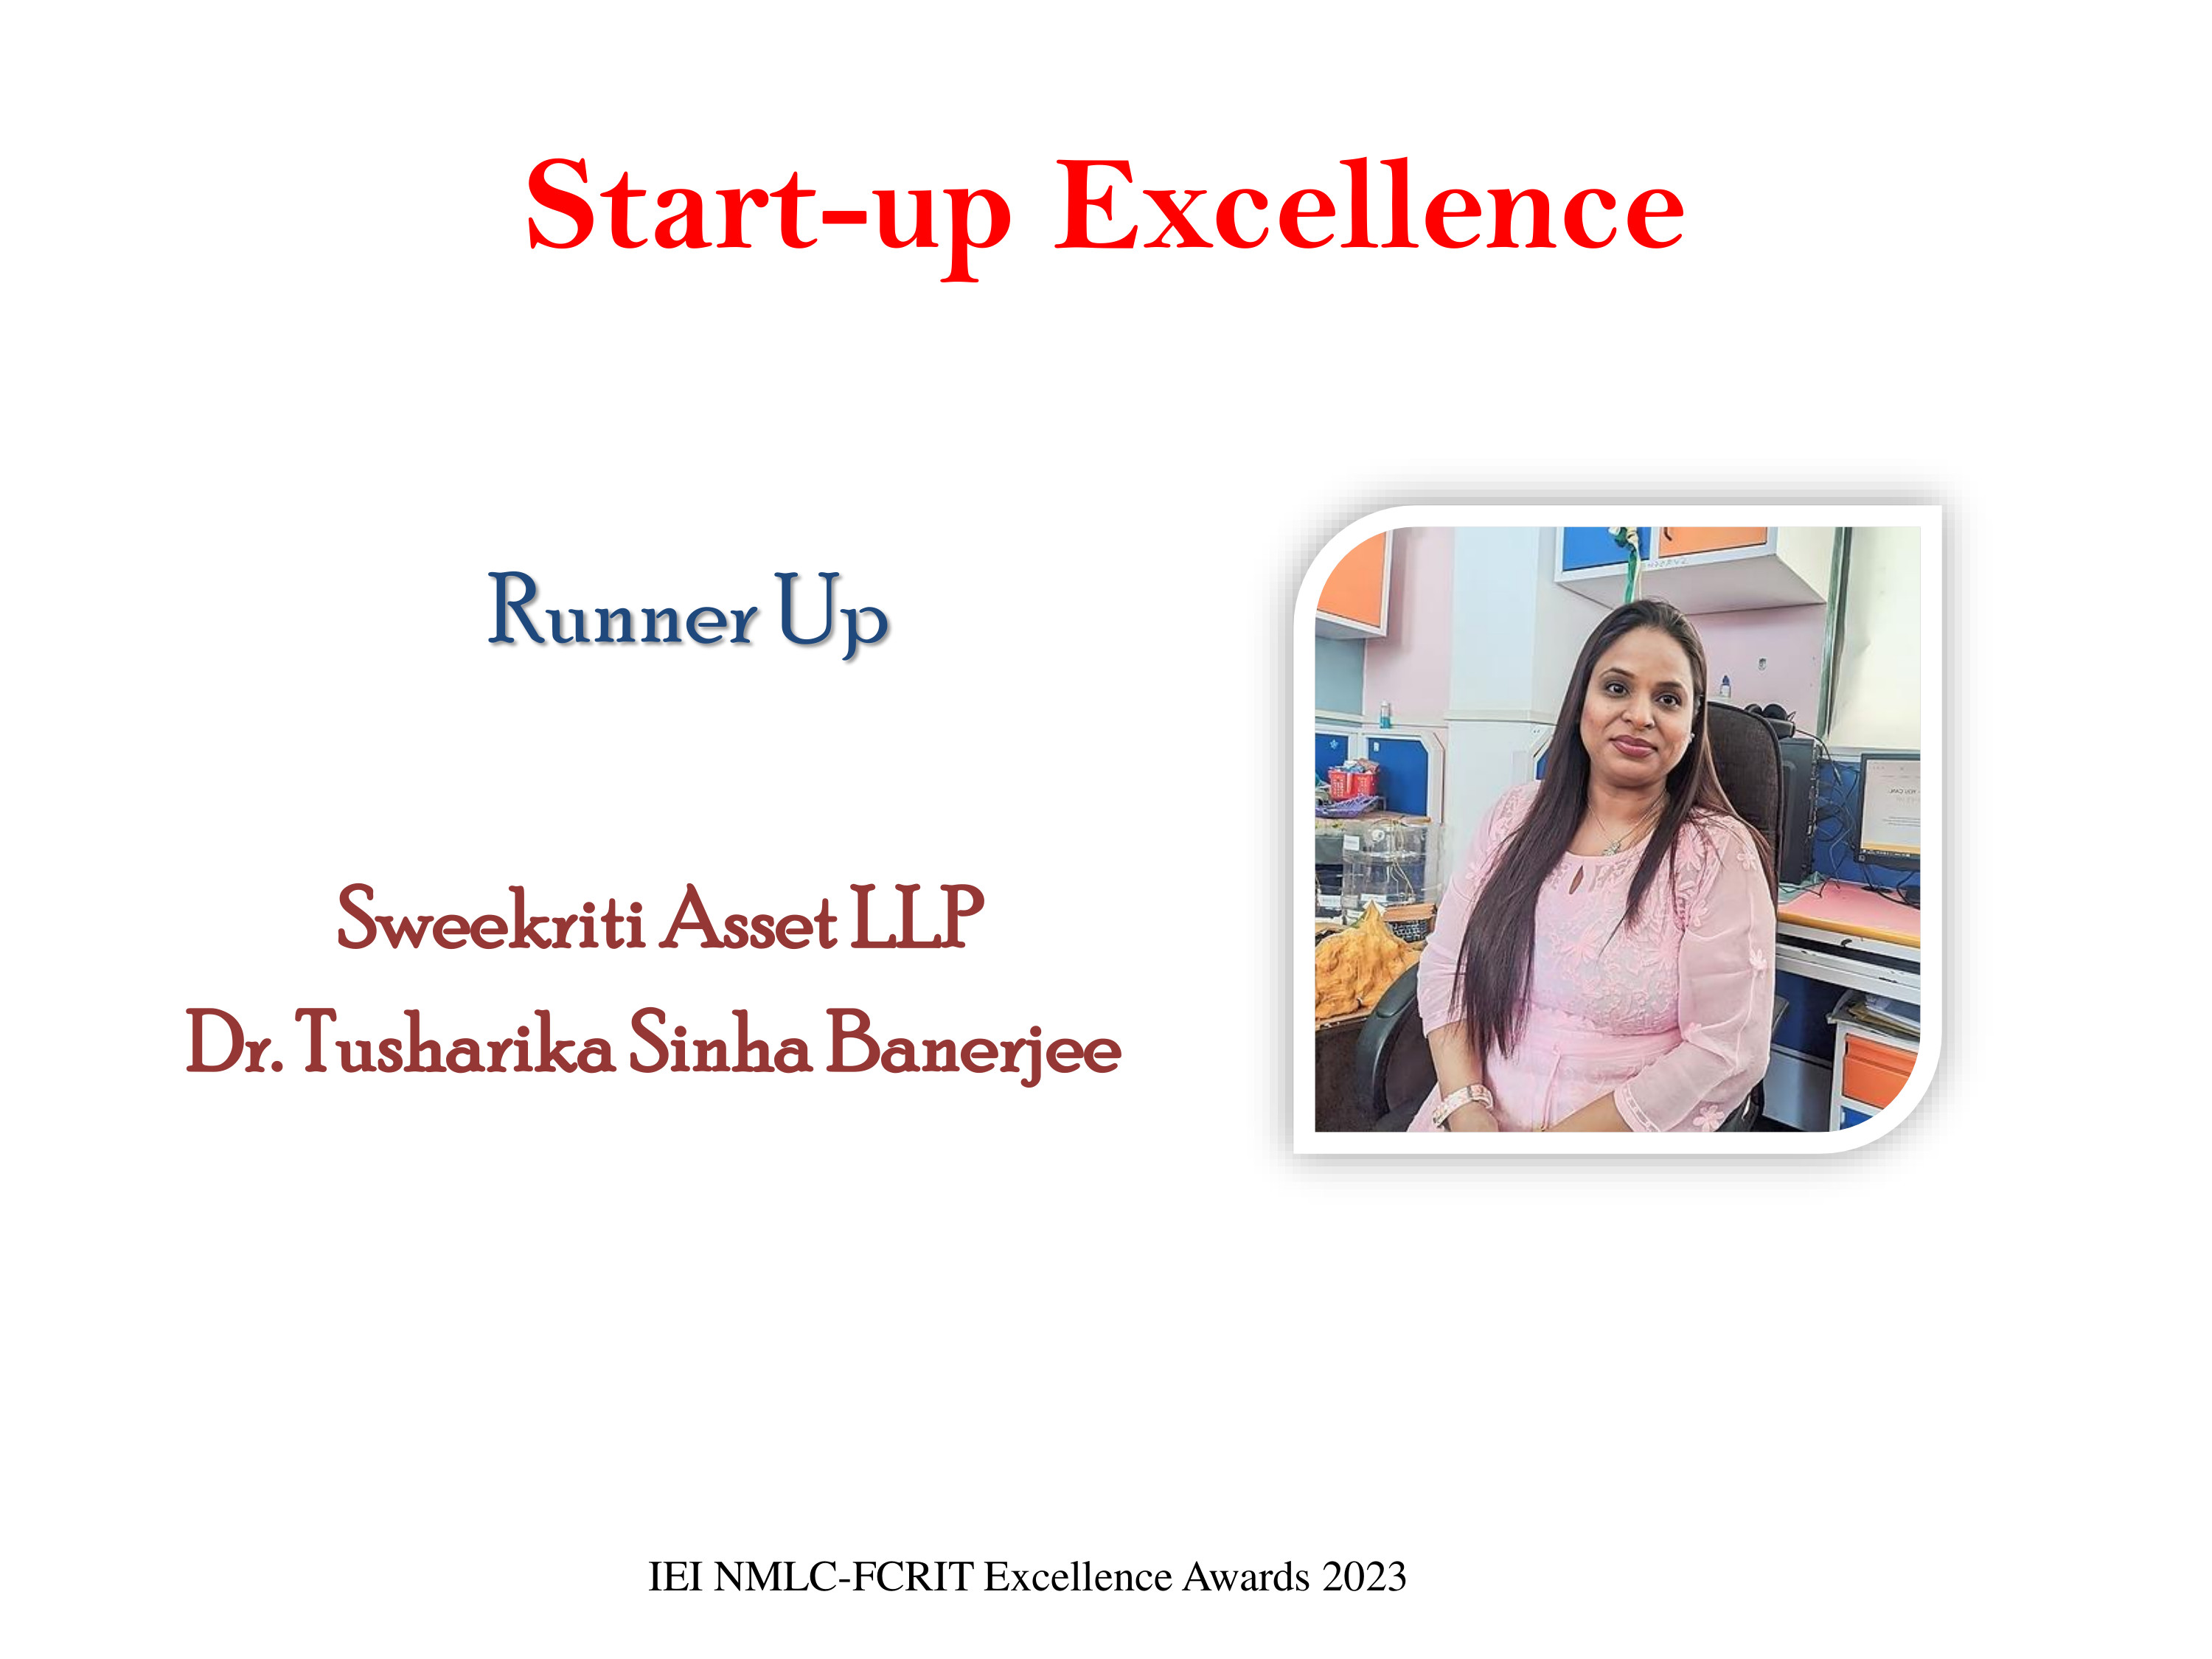 Start-up Excellence
Runner Up
Sweekriti Asset LLP
Dr. Tusharika Sinha Banerjee
IEI NMLC-FCRIT Excellence Awards 2023